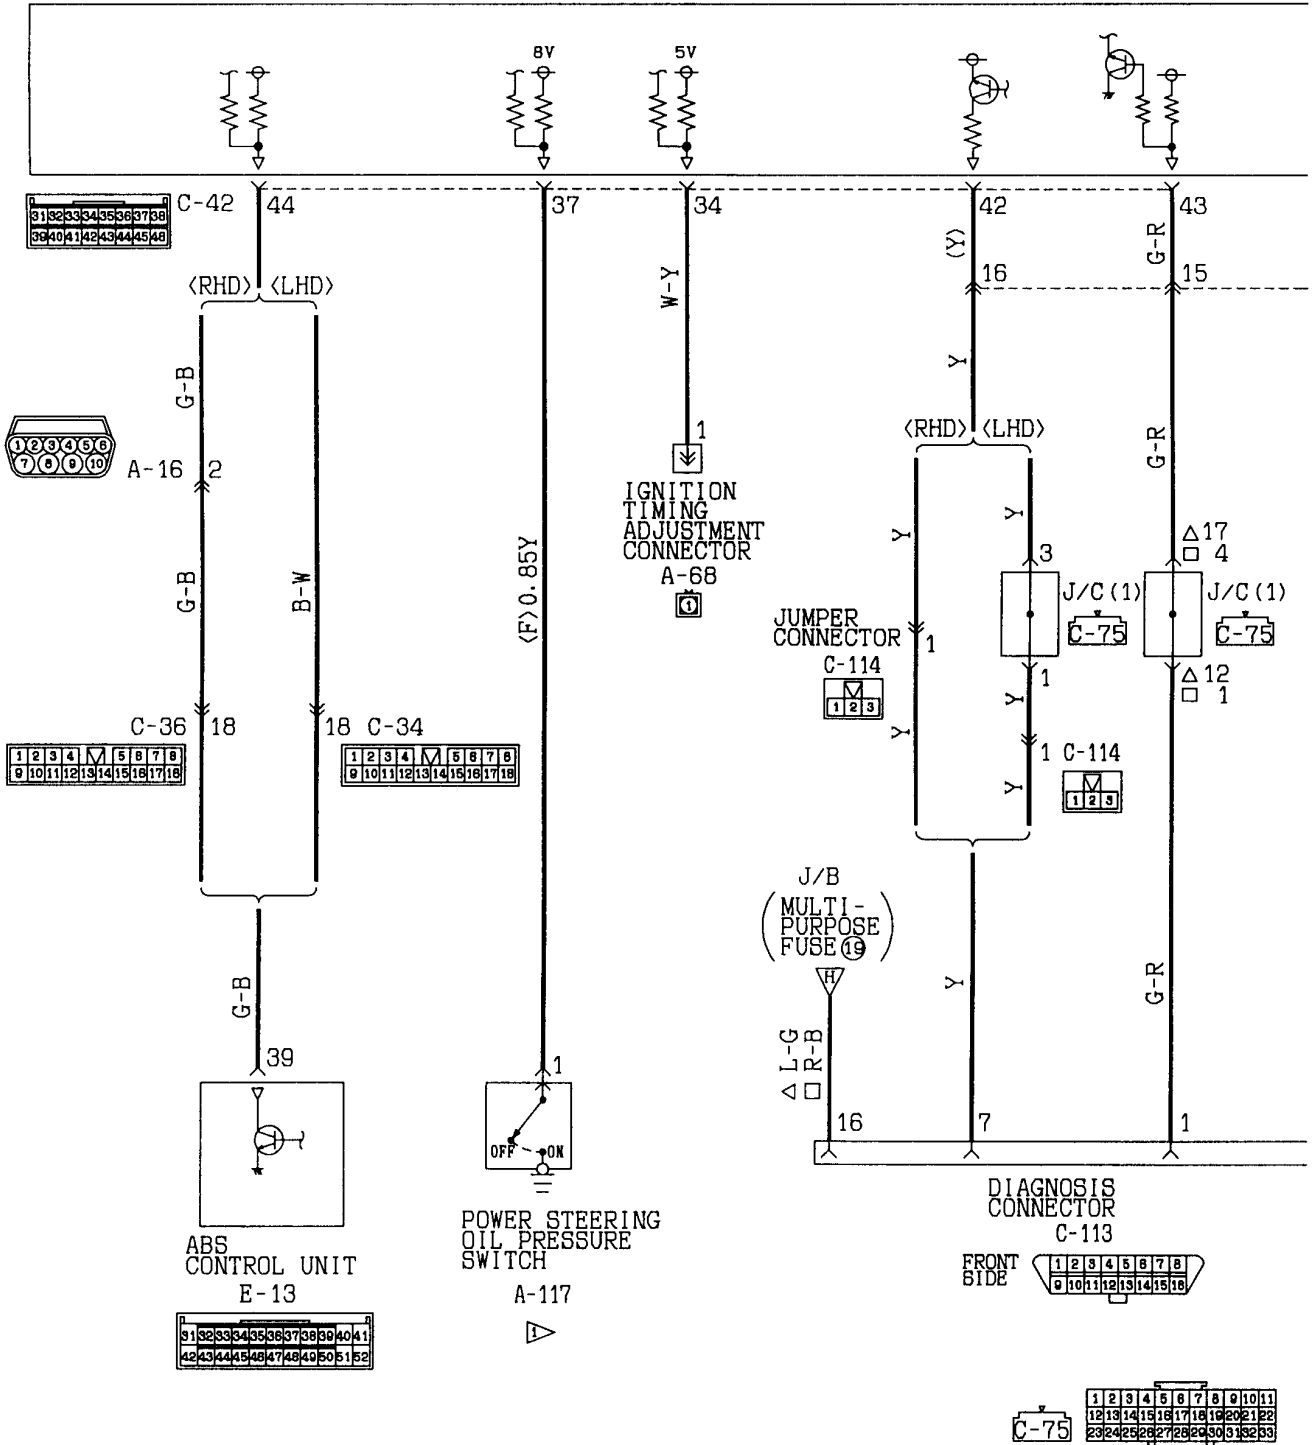 8V
5V
C-42
44
37
34
42
43
31 32 33 34 35 36 37 38
39 40 41 42 43 44 45 46
(Y)
G-R
W-Y
16
15
〈RHD〉 〈LHD〉
Y
G-B
〈RHD〉 〈LHD〉
1
G-R
1 2 3 4 5 6
7 8 9 10
A-16
2
IGNITION
TIMING
ADJUSTMENT
CONNECTOR
A-68
1
Y
Y
△17
□ 4
3
〈F〉0.85Y
G-B
B-W
J/C(1)
C-75
J/C(1)
C-75
JUMPER
CONNECTOR
1
C-114
1 2 3
1
Y
△12
□ 1
C-36
18
18
C-34
1 2 3 4 5 6 7 8
9 10 11 12 13 14 15 16 17 18
1 2 3 4 5 6 7 8
9 10 11 12 13 14 15 16 17 18
Y
1
C-114
Y
1 2 3
J/B
(MULTI-
PURPOSE
FUSE 19)
H
G-B
Y
G-R
△ L-G
□ R-B
39
1
16
7
1
OFF
ON
DIAGNOSIS
CONNECTOR
C-113
FRONT
SIDE
1 2 3 4 5 6 7 8
9 10 11 12 13 14 15 16
ABS
CONTROL UNIT
E-13
31 32 33 34 35 36 37 38 39 40 41
42 43 44 45 46 47 48 49 50 51 52
POWER STEERING
OIL PRESSURE
SWITCH
A-117
1
C-75
1 2 3 4 5 6 7 8 9 10 11
12 13 14 15 16 17 18 19 20 21 22
23 24 25 26 27 28 29 30 31 32 33